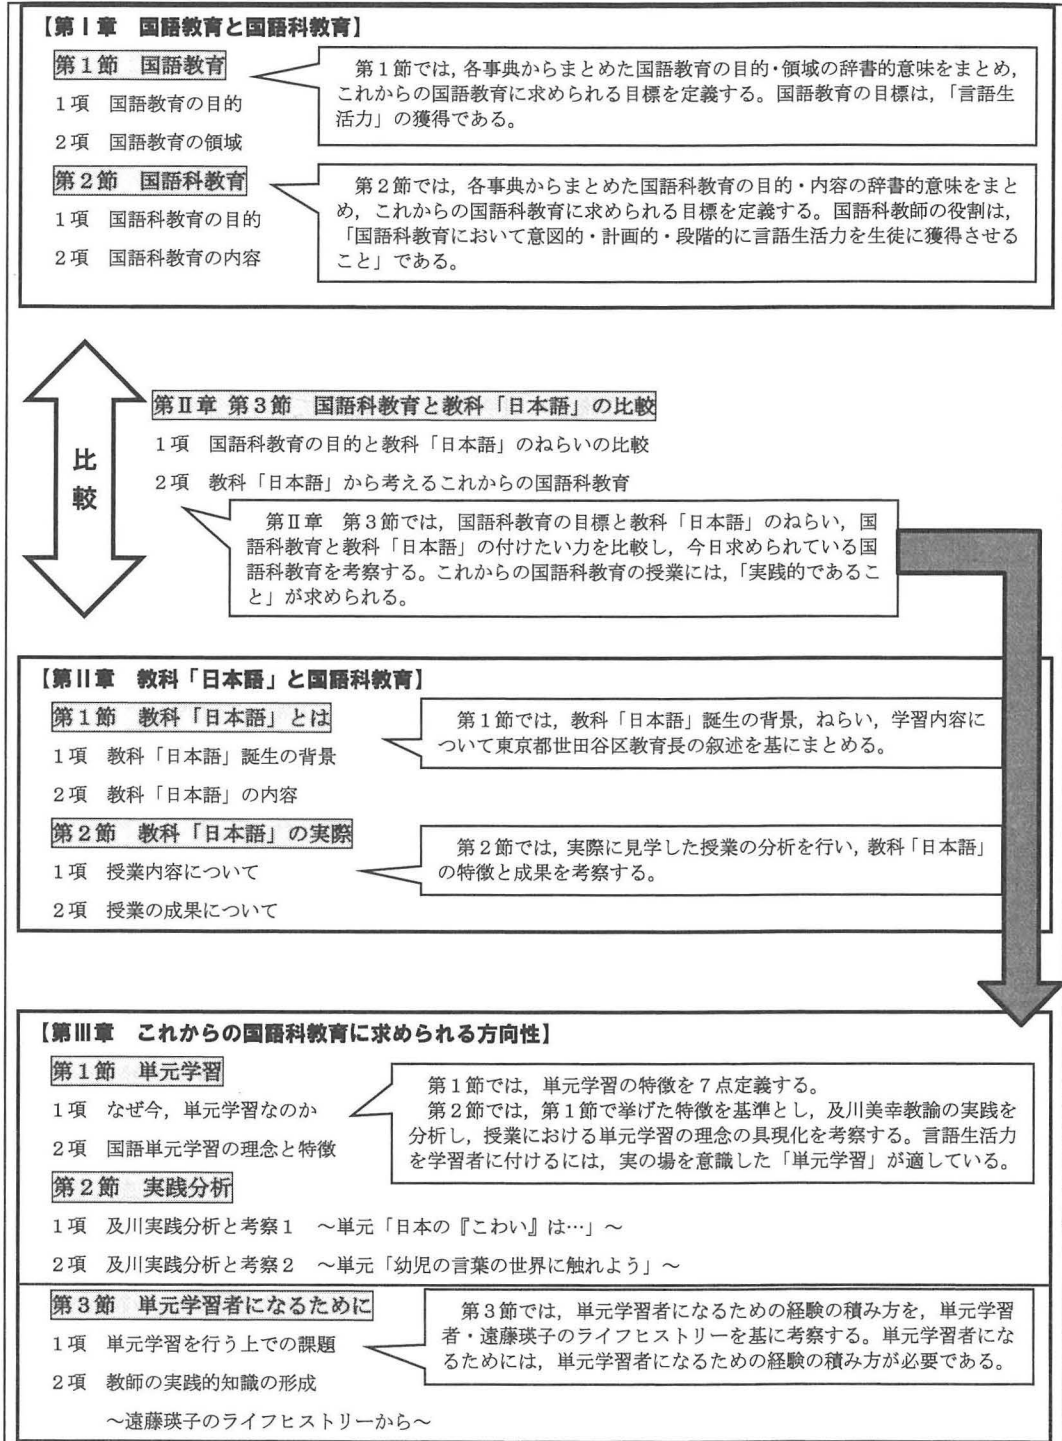 【第Ⅰ章　国語教育と国語科教育】
第１節　国語教育
１項　国語教育の目的
２項　国語教育の領域
第１節では，各事典からまとめた国語教育の目的・領域の辞書的意味をまとめ，
これからの国語教育に求められる目標を定義する。国語教育の目標は，「言語生
活力」の獲得である。
第２節　国語科教育
１項　国語科教育の目的
２項　国語科教育の内容
第２節では，各事典からまとめた国語科教育の目的・内容の辞書的意味をまと
め，これからの国語科教育に求められる目標を定義する。国語科教師の役割は，
「国語科教育において意図的・計画的・段階的に言語生活力を生徒に獲得させる
こと」である。
比較
第Ⅱ章 第３節　国語科教育と教科「日本語」の比較
１項　国語科教育の目的と教科「日本語」のねらいの比較
２項　教科「日本語」から考えるこれからの国語科教育
第Ⅱ章　第３節では，国語科教育の目標と教科「日本語」のねらい，国
語科教育と教科「日本語」の付けたい力を比較し，今日求められている国
語科教育を考察する。これからの国語科教育の授業には，「実践的であるこ
と」が求められる。
【第Ⅱ章　教科「日本語」と国語科教育】
第１節　教科「日本語」とは
１項　教科「日本語」誕生の背景
２項　教科「日本語」の内容
第１節では，教科「日本語」誕生の背景，ねらい，学習内容に
ついて東京都世田谷区教育長の叙述を基にまとめる。
第２節　教科「日本語」の実際
１項　授業内容について
２項　授業の成果について
第２節では，実際に見学した授業の分析を行い，教科「日本語」
の特徴と成果を考察する。
【第Ⅲ章　これからの国語科教育に求められる方向性】
第１節　単元学習
１項　なぜ今，単元学習なのか
２項　国語単元学習の理念と特徴
第１節では，単元学習の特徴を７点定義する。
第２節では，第１節で挙げた特徴を基準とし，及川美幸教諭の実践を
分析し，授業における単元学習の理念の具現化を考察する。言語生活力
を学習者に付けるには，実の場を意識した「単元学習」が適している。
第２節　実践分析
１項　及川実践分析と考察１　～単元「日本の『こわい』は…」～
２項　及川実践分析と考察２　～単元「幼児の言葉の世界に触れよう」～
第３節　単元学習者になるために
１項　単元学習を行う上での課題
２項　教師の実践的知識の形成
～遠藤瑛子のライフヒストリーから～
第３節では，単元学習者になるための経験の積み方を，単元学習
者・遠藤瑛子のライフヒストリーを基に考察する。単元学習者にな
るためには，単元学習者になるための経験の積み方が必要である。